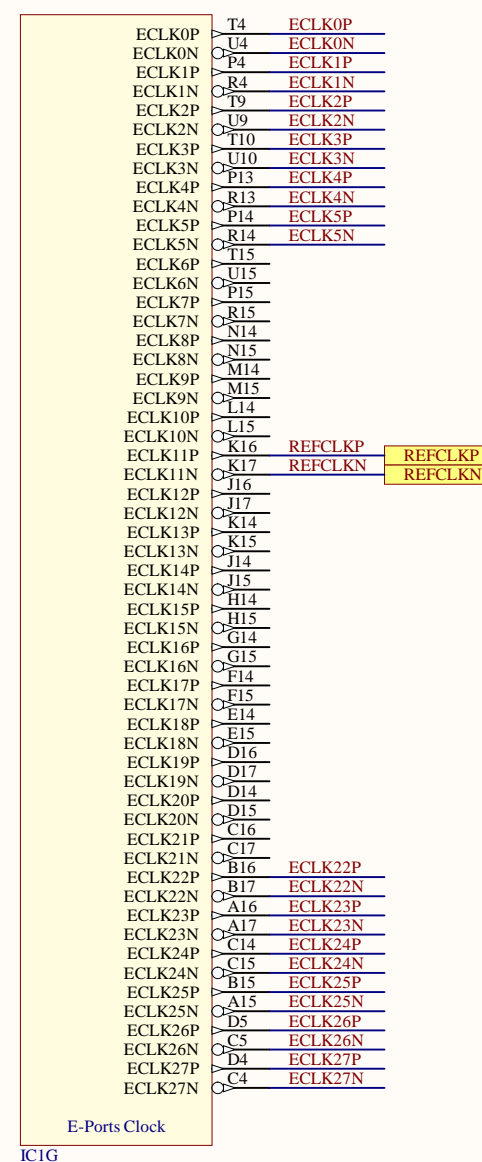 ECLK0P T4 ECLK0P
ECLK0N U4 ECLK0N
ECLK1P P4 ECLK1P
ECLK1N R4 ECLK1N
ECLK2P T9 ECLK2P
ECLK2N U9 ECLK2N
ECLK3P T10 ECLK3P
ECLK3N U10 ECLK3N
ECLK4P P13 ECLK4P
ECLK4N R13 ECLK4N
ECLK5P P14 ECLK5P
ECLK5N R14 ECLK5N
ECLK6P T15
ECLK6N U15
ECLK7P P15
ECLK7N R15
ECLK8P N14
ECLK8N N15
ECLK9P M14
ECLK9N M15
ECLK10P L14
ECLK10N L15
ECLK11P K16 REFCLKP REFCLKP
ECLK11N K17 REFCLKN REFCLKN
ECLK12P J16
ECLK12N J17
ECLK13P K14
ECLK13N K15
ECLK14P J14
ECLK14N J15
ECLK15P H14
ECLK15N H15
ECLK16P G14
ECLK16N G15
ECLK17P F14
ECLK17N F15
ECLK18P E14
ECLK18N E15
ECLK19P D16
ECLK19N D17
ECLK20P D14
ECLK20N D15
ECLK21P C16
ECLK21N C17
ECLK22P B16 ECLK22P
ECLK22N B17 ECLK22N
ECLK23P A16 ECLK23P
ECLK23N A17 ECLK23N
ECLK24P C14 ECLK24P
ECLK24N C15 ECLK24N
ECLK25P B15 ECLK25P
ECLK25N A15 ECLK25N
ECLK26P D5 ECLK26P
ECLK26N C5 ECLK26N
ECLK27P D4 ECLK27P
ECLK27N C4 ECLK27N
E-Ports Clock
IC1G